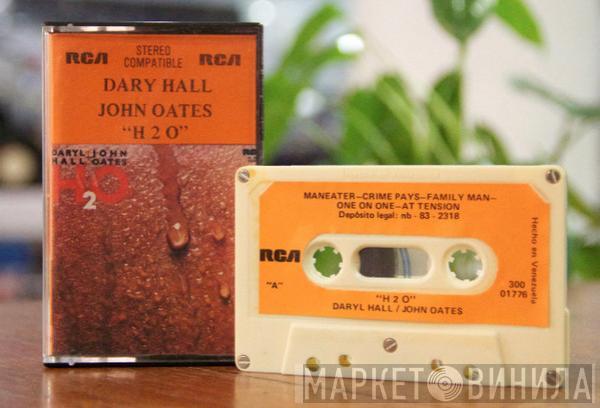 RCA STEREO COMPATIBLE RCA
DARY HALL
JOHN OATES
"H 2 O"
DARYL JOHN
HALL OATES
H2O
MANEATER–CRIME PAYS–FAMILY MAN–
ONE ON ONE–AT TENSION
Depòsito legal: nb - 83 - 2318
RCA
"A"
300
01776
Hecho en Venezuela
"H 2 O"
DARYL HALL / JOHN OATES
МАРКЕТ ВИНИЛА